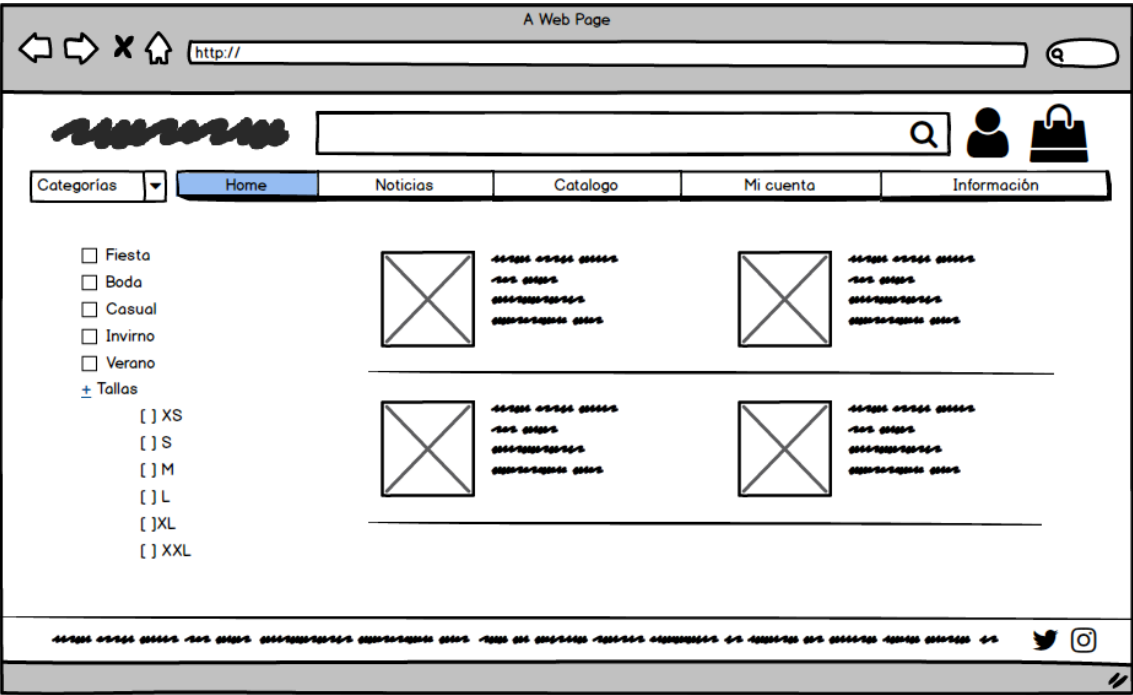 A Web Page
http://
Categorías Home Noticias Catalogo Mi cuenta Información
Fiesta
Boda
Casual
Invirno
Verano
+ Tallas
[ ] XS
[ ] S
[ ] M
[ ] L
[ ]XL
[ ] XXL